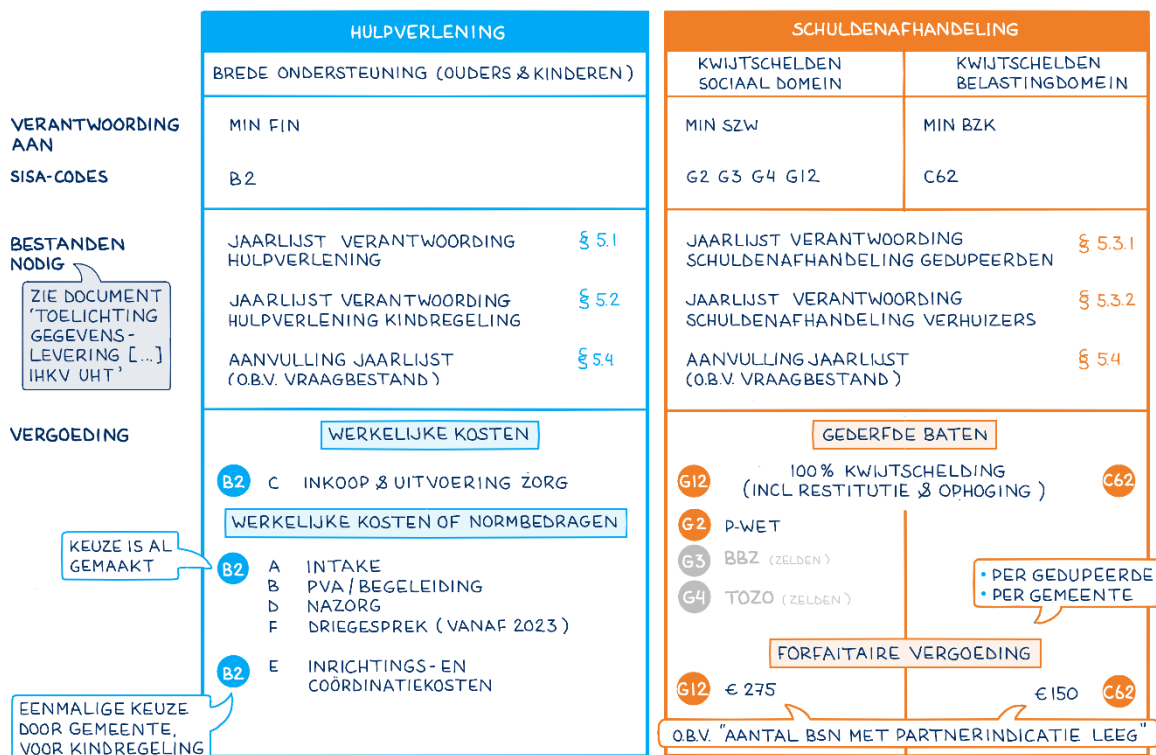 HULPVERLENING
SCHULDENAFHANDELING
BREDE ONDERSTEUNING (OUDERS & KINDEREN)
KWIJTSCHELDEN
SOCIAAL DOMEIN
KWIJTSCHELDEN
BELASTINGDOMEIN
VERANTWOORDING
AAN
MIN FIN
MIN SZW
MIN BZK
SISA-CODES
B2
G2 G3 G4 G12
C62
BESTANDEN
NODIG
ZIE DOCUMENT
'TOELICHTING
GEGEVENS-
LEVERING [...]
IHKV UHT'
JAARLIJST VERANTWOORDING § 5.1
HULPVERLENING
JAARLIJST VERANTWOORDING § 5.2
HULPVERLENING KINDREGELING
AANVULLING JAARLIJST § 5.4
(O.B.V. VRAAGBESTAND)
JAARLIJST VERANTWOORDING § 5.3.1
SCHULDENAFHANDELING GEDUPEERDEN
JAARLIJST VERANTWOORDING § 5.3.2
SCHULDENAFHANDELING VERHUIZERS
AANVULLING JAARLIJST § 5.4
(O.B.V. VRAAGBESTAND)
VERGOEDING
WERKELIJKE KOSTEN
B2 C INKOOP & UITVOERING ZORG
WERKELIJKE KOSTEN OF NORMBEDRAGEN
KEUZE IS AL
GEMAAKT
B2 A INTAKE
B PVA/BEGELEIDING
D NAZORG
F DRIEGESPREK (VANAF 2023)
B2 E INRICHTINGS- EN
COÖRDINATIEKOSTEN
EENMALIGE KEUZE
DOOR GEMEENTE,
VOOR KINDREGELING
GEDERFDE BATEN
G12 100% KWIJTSCHELDING C62
(INCL RESTITUTIE & OPHOGING)
G2 P-WET
G3 BBZ (ZELDEN)
G4 TOZO (ZELDEN)
• PER GEDUPEERDE
• PER GEMEENTE
FORFAITAIRE VERGOEDING
G12 € 275
€150 C62
O.B.V. "AANTAL BSN MET PARTNERINDICATIE LEEG"